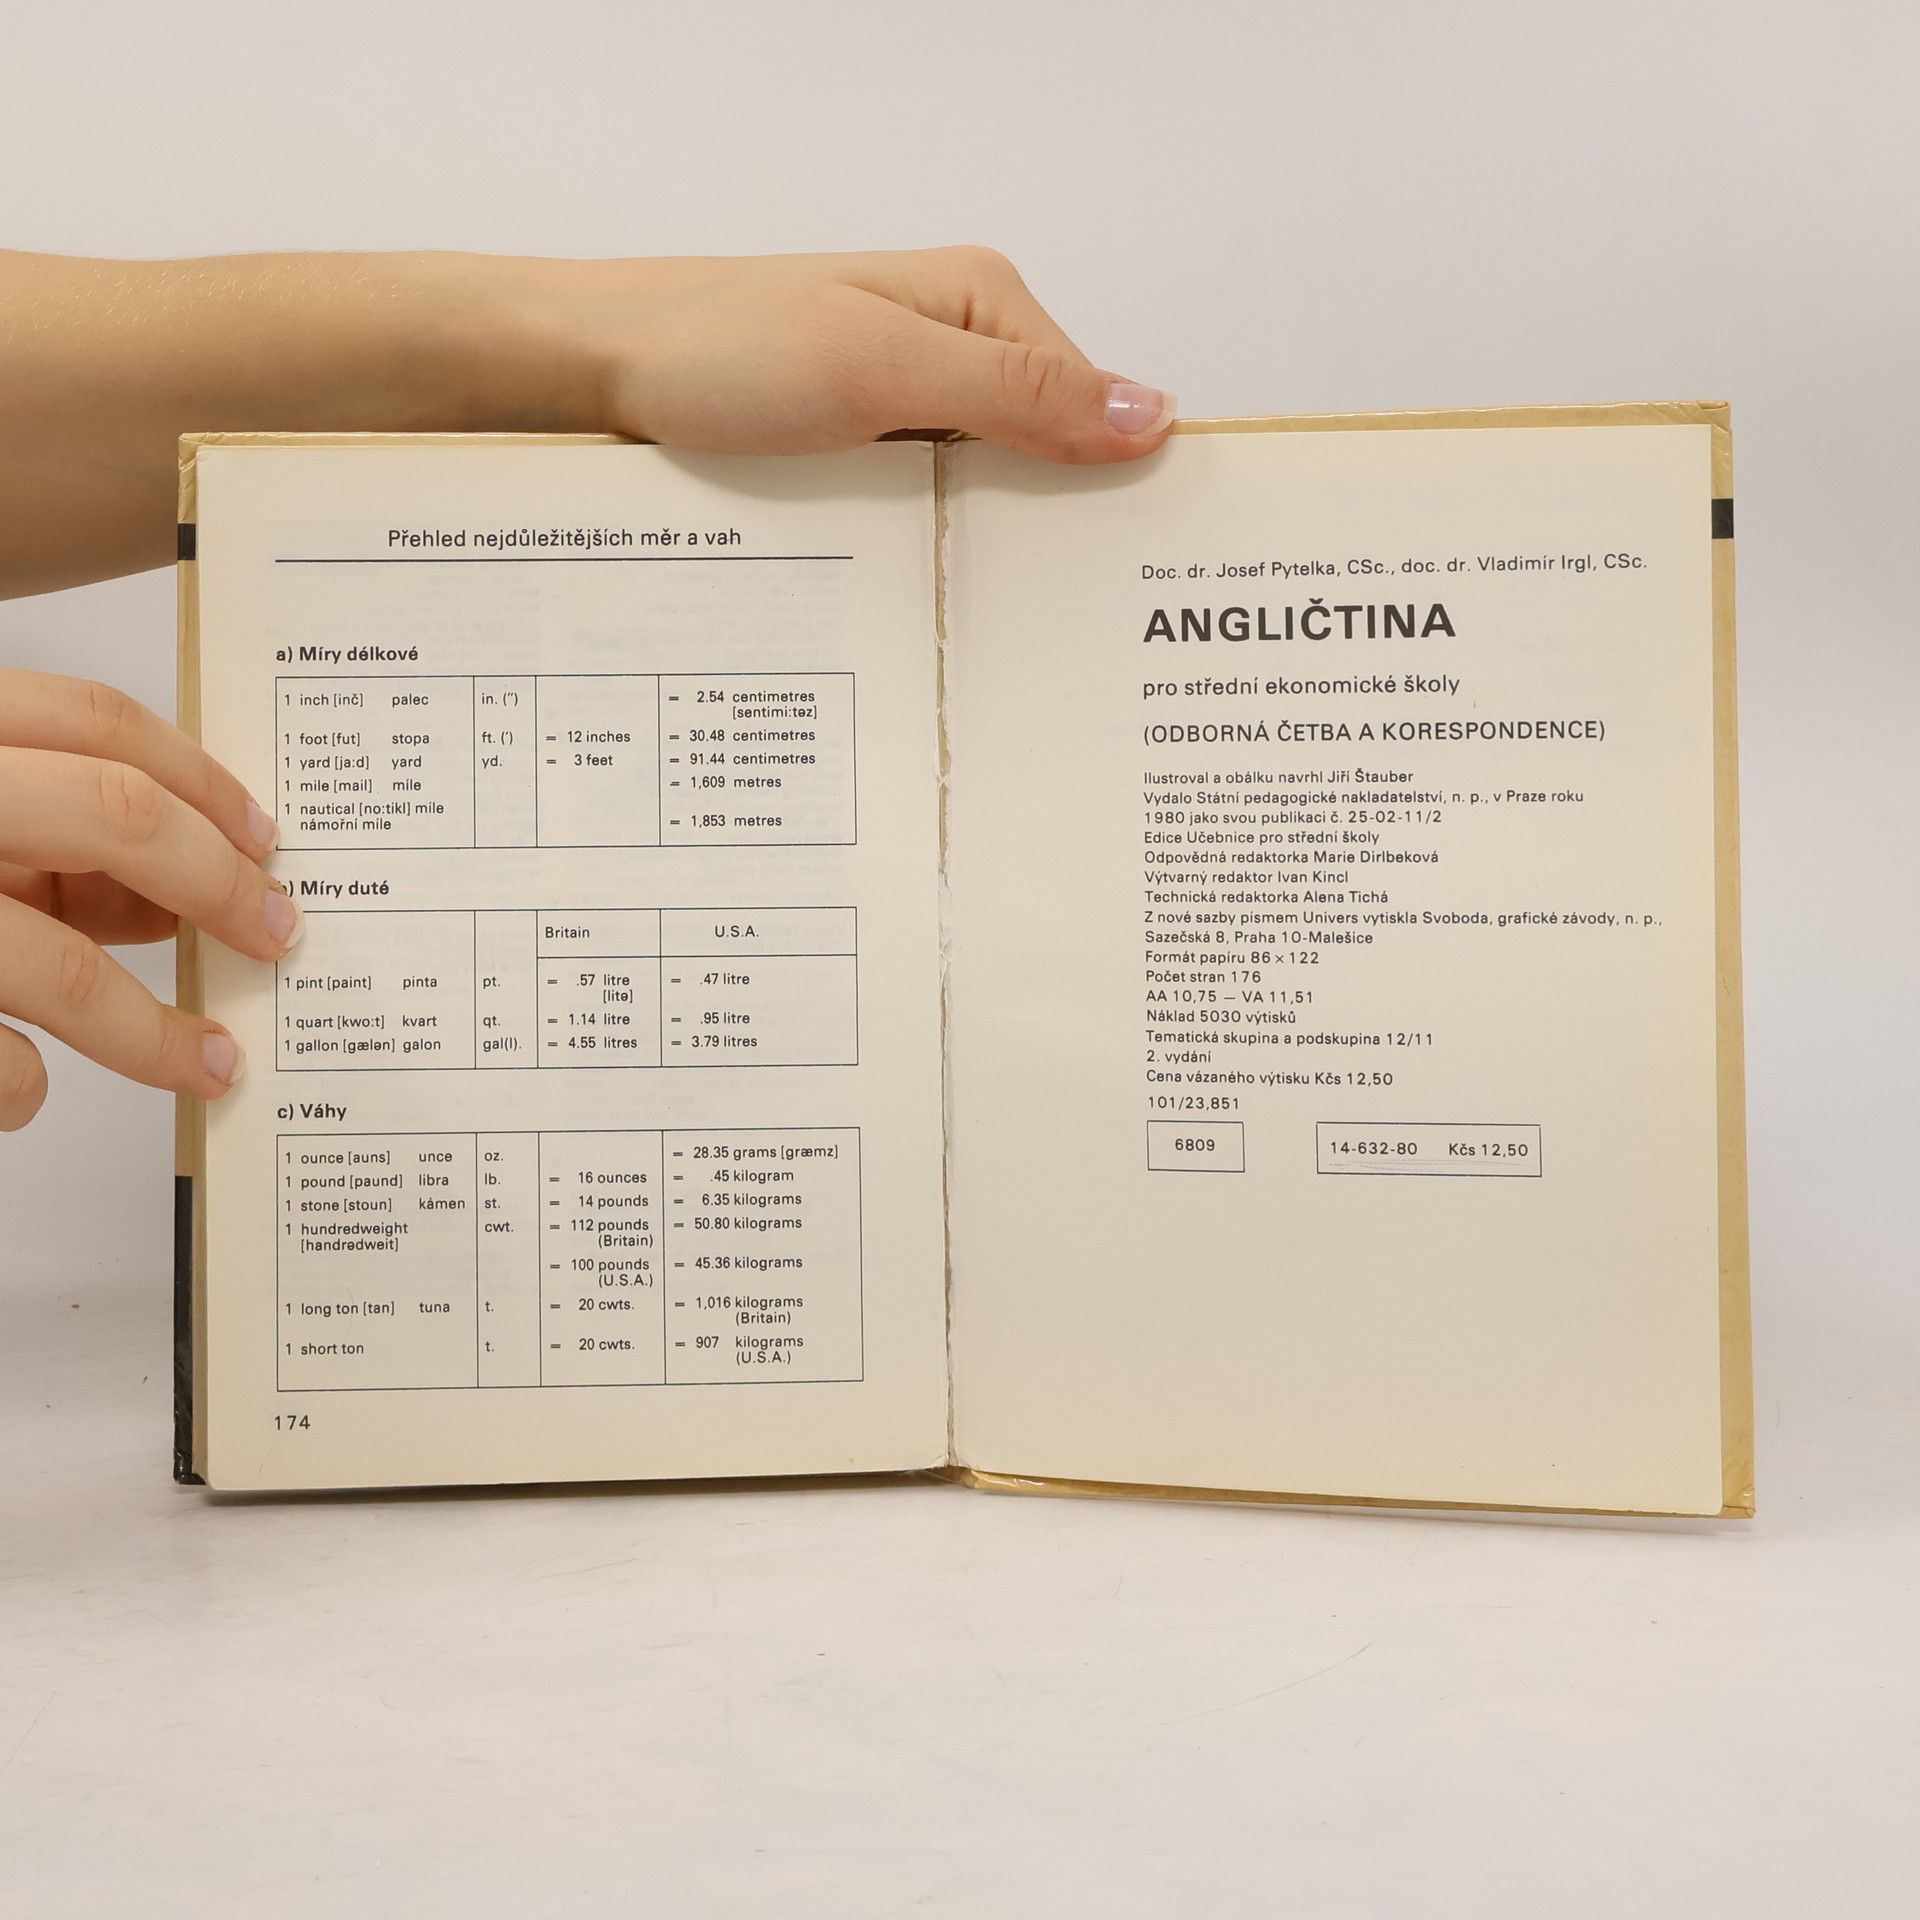 Přehled nejdůležitějších měr a vah
a) Míry délkové
1 inch [inč] palec in. (″) = 2.54 centimetres
[sentimi:təz]
1 foot [fut] stopa ft. (′) = 12 inches = 30.48 centimetres
1 yard [ja:d] yard yd. = 3 feet = 91.44 centimetres
1 mile [mail] míle = 1,609 metres
1 nautical [no:tikl] míle
námořní míle = 1,853 metres
b) Míry duté
Britain U.S.A.
1 pint [paint] pinta pt. = .57 litre = .47 litre
[litə]
1 quart [kwo:t] kvart qt. = 1.14 litre = .95 litre
1 gallon [gælən] galon gal(l). = 4.55 litres = 3.79 litres
c) Váhy
1 ounce [auns] unce oz. = 28.35 grams [græmz]
1 pound [paund] libra lb. = 16 ounces = .45 kilogram
1 stone [stoun] kámen st. = 14 pounds = 6.35 kilograms
1 hundredweight cwt. = 112 pounds = 50.80 kilograms
[handrədweit] (Britain)
= 100 pounds = 45.36 kilograms
(U.S.A.)
1 long ton [tan] tuna t. = 20 cwts. = 1,016 kilograms
(Britain)
1 short ton t. = 20 cwts. = 907 kilograms
(U.S.A.)
174
Doc. dr. Josef Pytelka, CSc., doc. dr. Vladimír Irgl, CSc.
ANGLIČTINA
pro střední ekonomické školy
(ODBORNÁ ČETBA A KORESPONDENCE)
Ilustroval a obálku navrhl Jiří Štauber
Vydalo Státní pedagogické nakladatelství, n. p., v Praze roku
1980 jako svou publikaci č. 25-02-11/2
Edice Učebnice pro střední školy
Odpovědná redaktorka Marie Dirlbeková
Výtvarný redaktor Ivan Kincl
Technická redaktorka Alena Tichá
Z nové sazby písmem Univers vytiskla Svoboda, grafické závody, n. p.,
Sazečská 8, Praha 10-Malešice
Formát papíru 86 × 122
Počet stran 176
AA 10,75 — VA 11,51
Náklad 5030 výtisků
Tematická skupina a podskupina 12/11
2. vydání
Cena vázaného výtisku Kčs 12,50
101/23,851
6809 14-632-80 Kčs 12,50